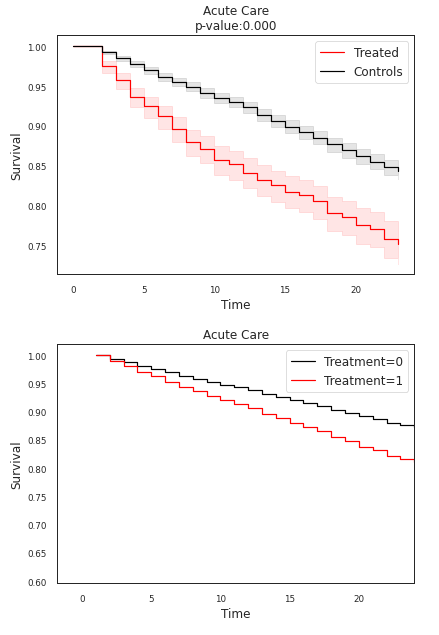 Acute Care
p-value:0.000
1.00
0.95
0.90
0.85
0.80
0.75
Survival
Treated
Controls
0
5
10
15
20
Time
Acute Care
1.00
0.95
0.90
0.85
0.80
0.75
0.70
0.65
0.60
Survival
Treatment=0
Treatment=1
0
5
10
15
20
Time